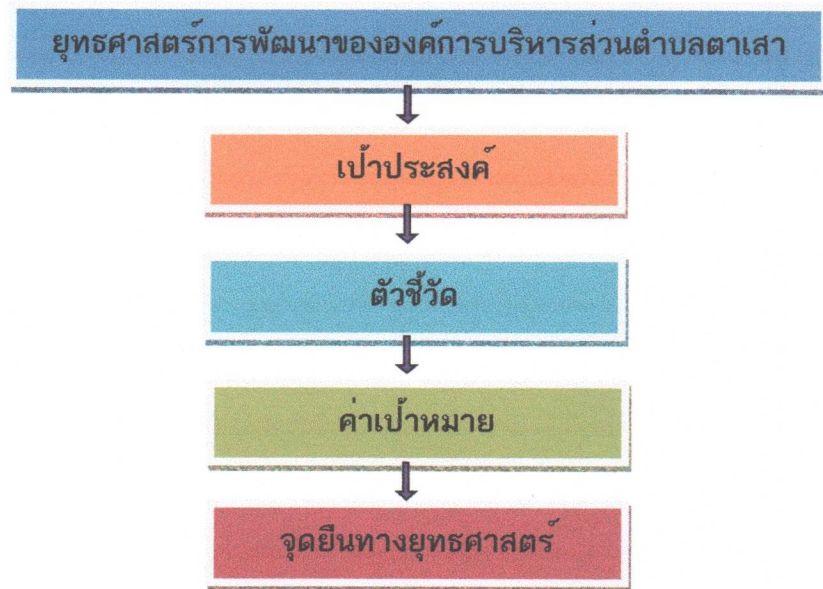 ยุทธศาสตร์การพัฒนาขององค์การบริหารส่วนตำบลตาเสา
เป้าประสงค์
ตัวชี้วัด
ค่าเป้าหมาย
จุดยืนทางยุทธศาสตร์